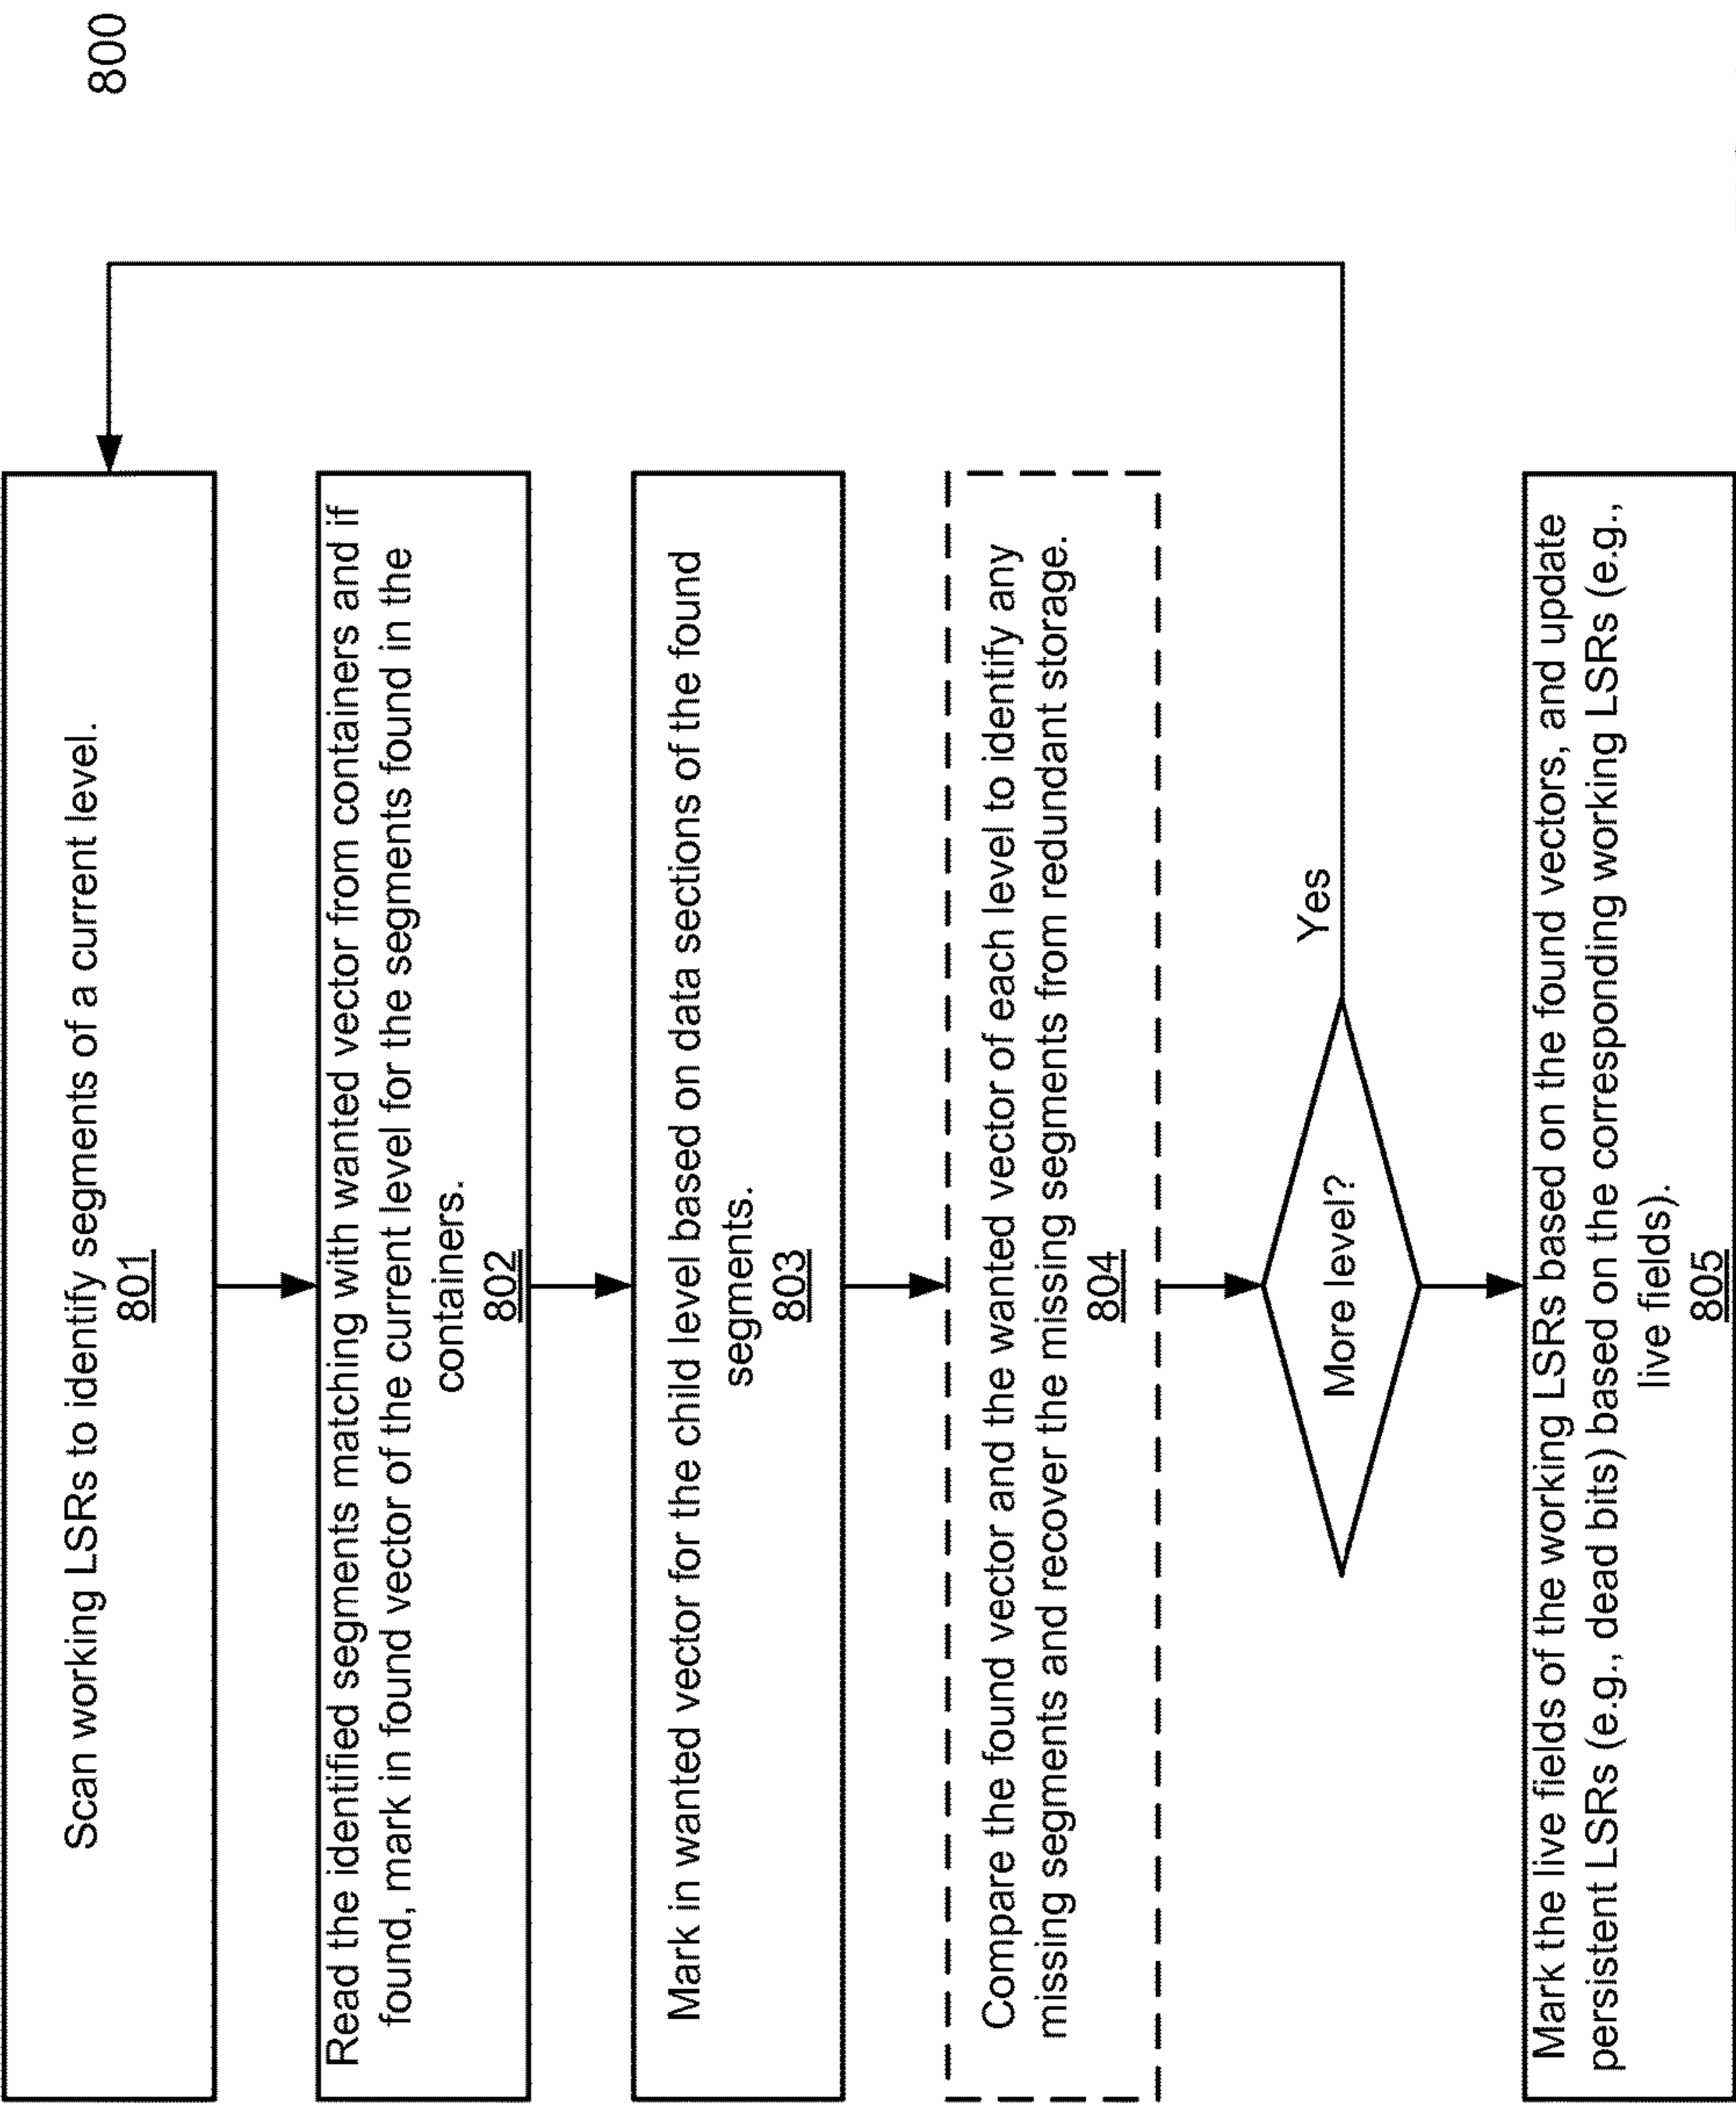 800
Scan working LSRs to identify segments of a current level.
801
Read the identified segments matching with wanted vector from containers and if
found, mark in found vector of the current level for the segments found in the
containers.
802
Mark in wanted vector for the child level based on data sections of the found
segments.
803
Compare the found vector and the wanted vector of each level to identify any
missing segments and recover the missing segments from redundant storage.
804
Yes
More level?
Mark the live fields of the working LSRs based on the found vectors, and update
persistent LSRs (e.g., dead bits) based on the corresponding working LSRs (e.g.,
live fields).
805